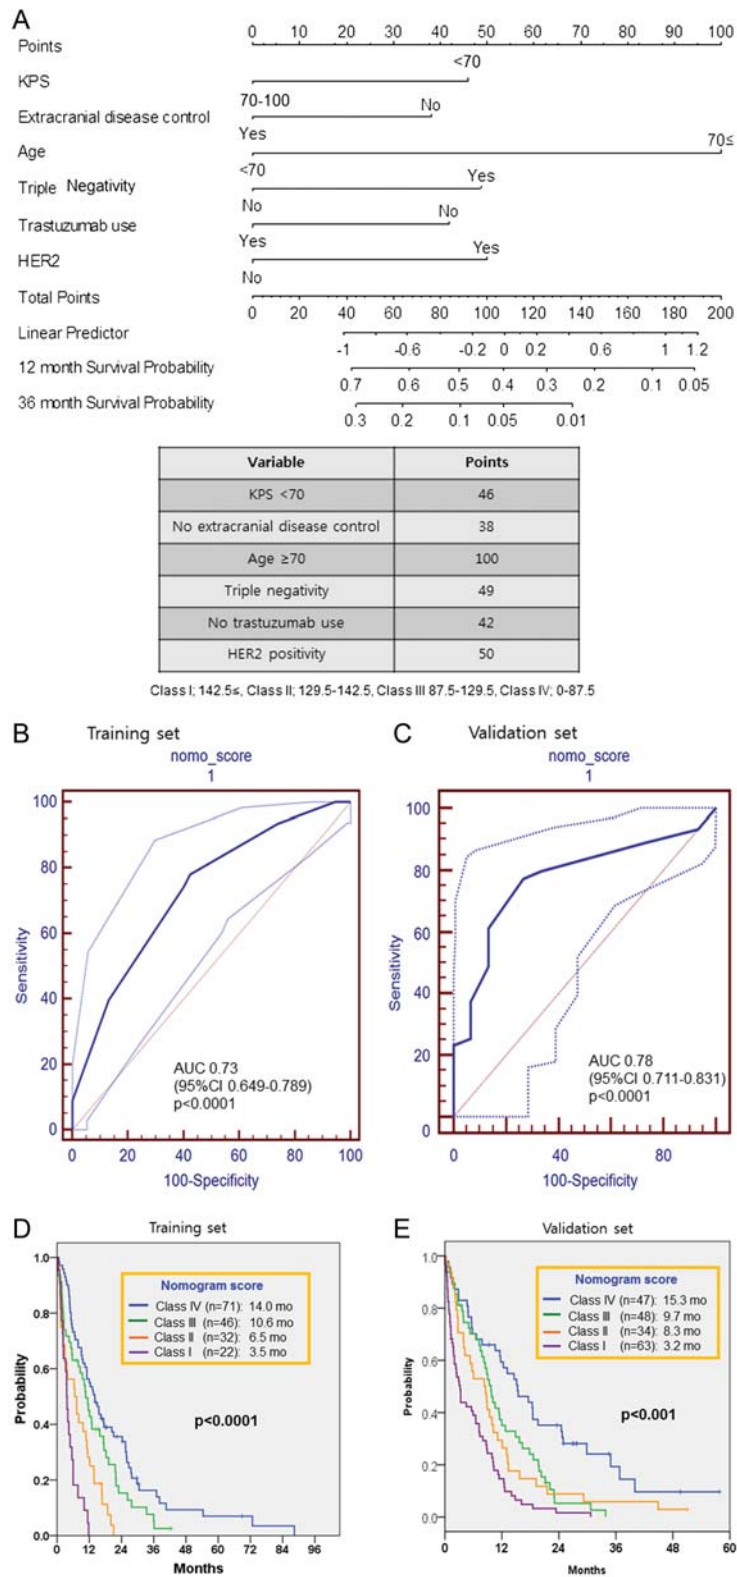 A
Points
0 10 20 30 40 50 60 70 80 90 100
<70
KPS
70-100
No
Extracranial disease control
Yes
70≤
Age
<70
Yes
Triple Negativity
No
No
Trastuzumab use
Yes
Yes
HER2
No
Total Points
0 20 40 60 80 100 120 140 160 180 200
Linear Predictor
-1 -0.6 -0.2 0 0.2 0.6 1 1.2
12 month Survival Probability
0.7 0.6 0.5 0.4 0.3 0.2 0.1 0.05
36 month Survival Probability
0.3 0.2 0.1 0.05 0.01
Variable Points
KPS <70 46
No extracranial disease control 38
Age ≥70 100
Triple negativity 49
No trastuzumab use 42
HER2 positivity 50
Class I; 142.5≤, Class II; 129.5-142.5, Class III 87.5-129.5, Class IV; 0-87.5
B Training set
nomo_score
1
100
80
60
40
20
0
Sensitivity
AUC 0.73
(95%CI 0.649-0.789)
p<0.0001
0 20 40 60 80 100
100-Specificity
C Validation set
nomo_score
1
100
80
60
40
20
0
Sensitivity
AUC 0.78
(95%CI 0.711-0.831)
p<0.0001
0 40 80
100-Specificity
D Training set
1.0
0.8
0.6
0.4
0.2
0.0
Probability
Nomogram score
Class IV (n=71): 14.0 mo
Class III (n=46): 10.6 mo
Class II (n=32): 6.5 mo
Class I (n=22): 3.5 mo
p<0.0001
0 12 24 36 48 60 72 84 96
Months
E Validation set
1.0
0.8
0.6
0.4
0.2
0.0
Probability
Nomogram score
Class IV (n=47): 15.3 mo
Class III (n=48): 9.7 mo
Class II (n=34): 8.3 mo
Class I (n=63): 3.2 mo
p<0.001
0 12 24 36 48 60
Months